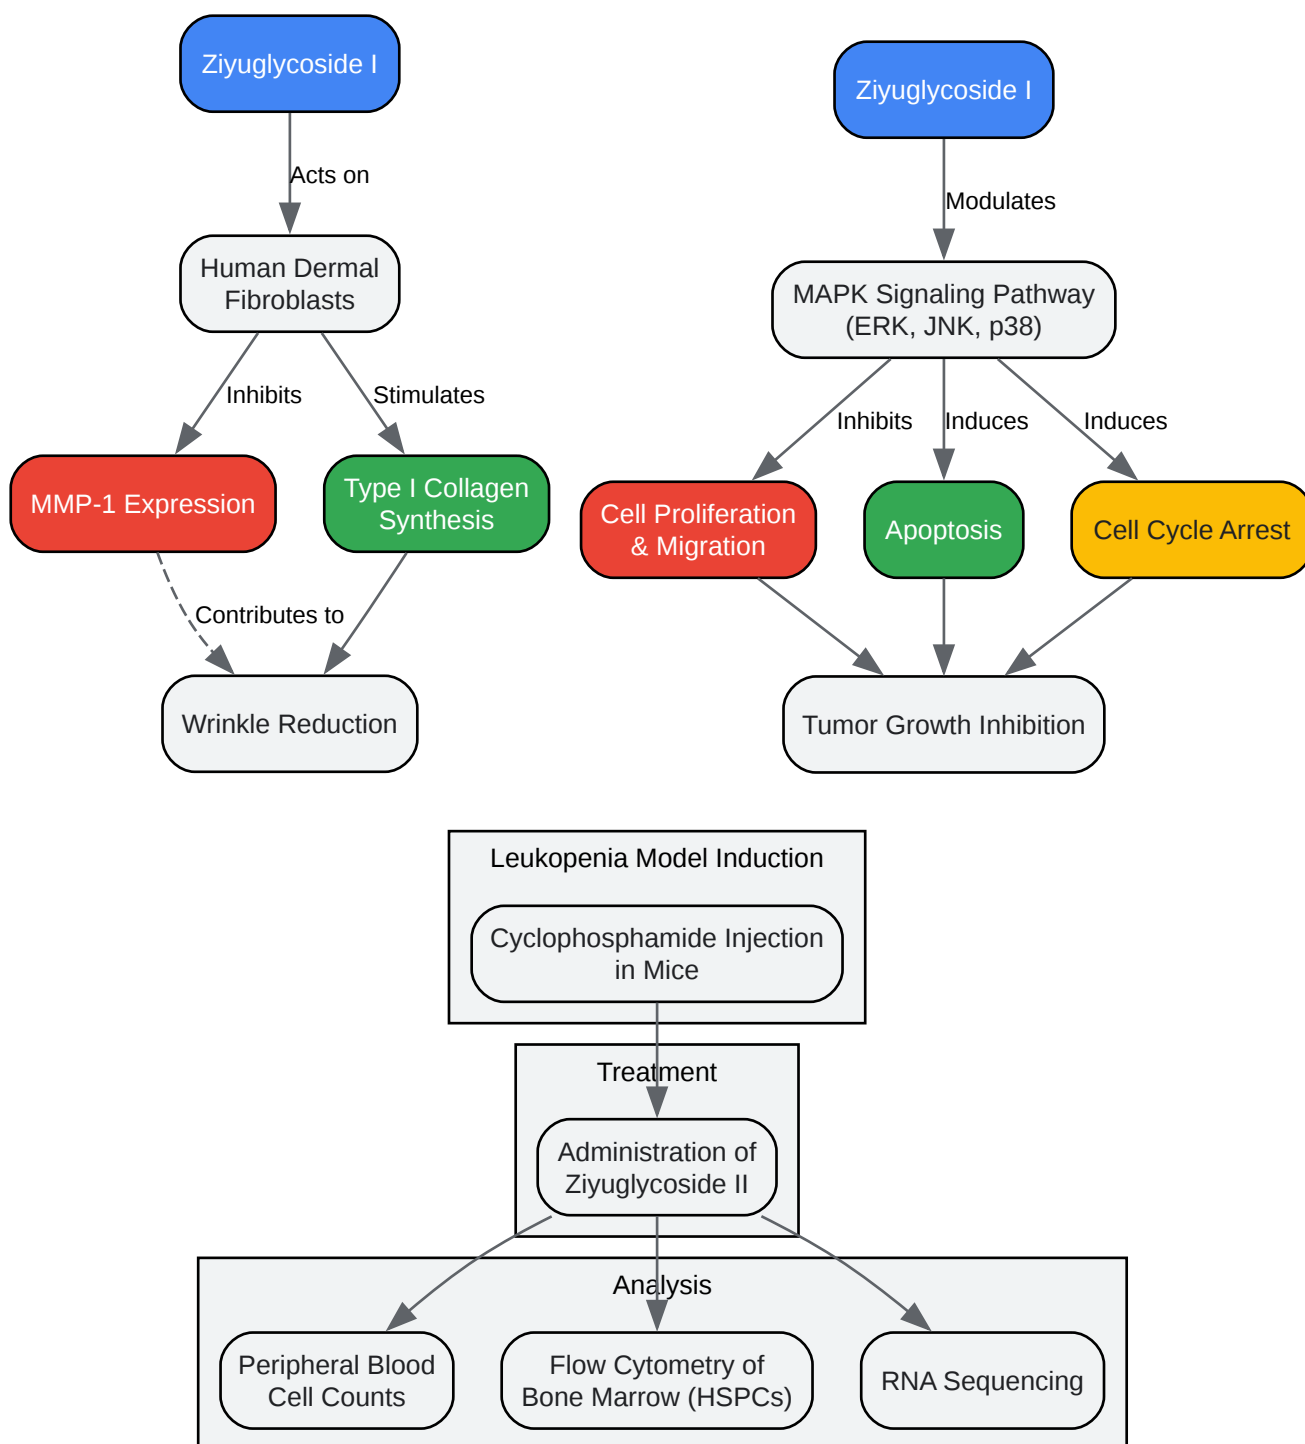 Ziyuglycoside I
Acts on
Human Dermal
Fibroblasts
Inhibits
Stimulates
MMP-1 Expression
Type I Collagen
Synthesis
Contributes to
Wrinkle Reduction
Ziyuglycoside I
Modulates
MAPK Signaling Pathway
(ERK, JNK, p38)
Inhibits
Induces
Induces
Cell Proliferation
& Migration
Apoptosis
Cell Cycle Arrest
Tumor Growth Inhibition
Leukopenia Model Induction
Cyclophosphamide Injection
in Mice
Treatment
Administration of
Ziyuglycoside II
Analysis
Peripheral Blood
Cell Counts
Flow Cytometry of
Bone Marrow (HSPCs)
RNA Sequencing